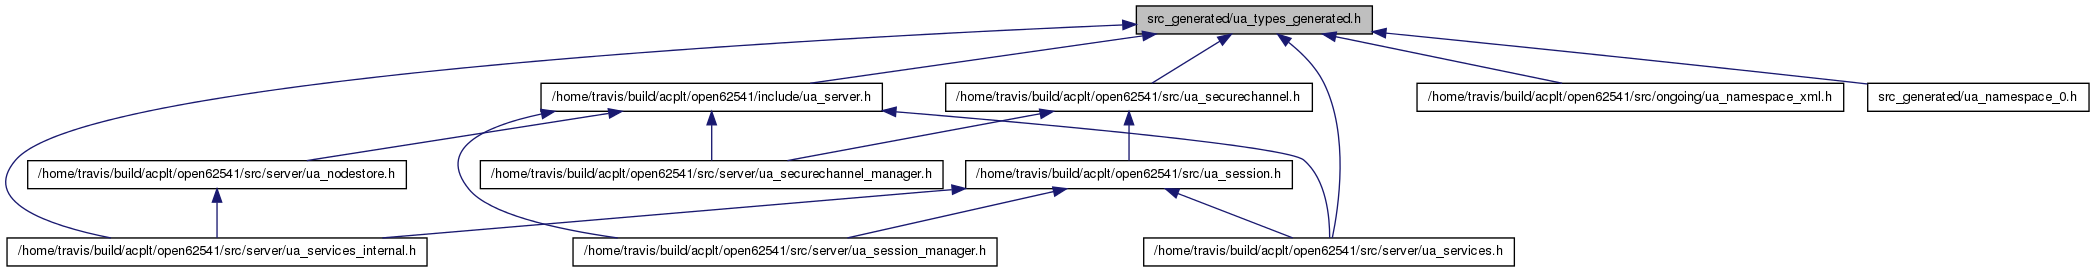 src_generated/ua_types_generated.h
/home/travis/build/acplt/open62541/include/ua_server.h
/home/travis/build/acplt/open62541/src/ua_securechannel.h
/home/travis/build/acplt/open62541/src/ongoing/ua_namespace_xml.h
src_generated/ua_namespace_0.h
/home/travis/build/acplt/open62541/src/server/ua_nodestore.h
/home/travis/build/acplt/open62541/src/server/ua_securechannel_manager.h
/home/travis/build/acplt/open62541/src/ua_session.h
/home/travis/build/acplt/open62541/src/server/ua_services_internal.h
/home/travis/build/acplt/open62541/src/server/ua_session_manager.h
/home/travis/build/acplt/open62541/src/server/ua_services.h